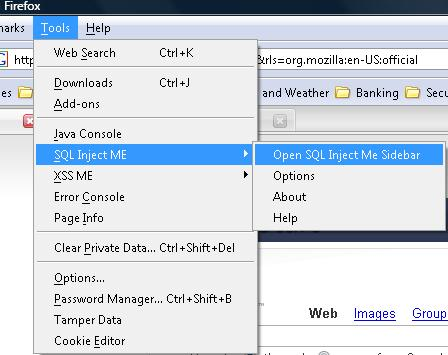 Firefox
arks Tools Help
http &rls=org.mozilla:en-US:official
es and Weather Banking Secu
Web Search Ctrl+K
Downloads Ctrl+J
Add-ons
Java Console
SQL Inject ME
XSS ME
Error Console
Page Info
Clear Private Data... Ctrl+Shift+Del
Options...
Password Manager... Ctrl+Shift+B
Tamper Data
Cookie Editor
Open SQL Inject Me Sidebar
Options
About
Help
Web Images Group